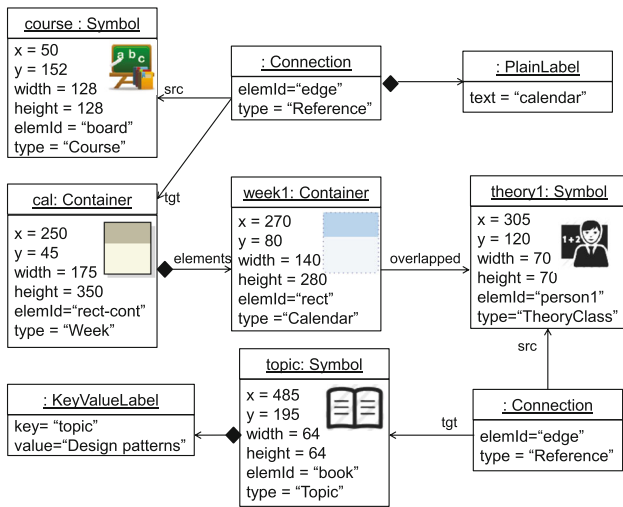 course : Symbol
x = 50
y = 152
width = 128
height = 128
elemId = “board”
type = “Course”
a b c
src
: Connection
elemId=“edge”
type = “Reference”
: PlainLabel
text = “calendar”
tgt
cal: Container
x = 250
y = 45
width = 175
height = 350
elemId=“rect-cont”
type = “Week”
elements
week1: Container
x = 270
y = 80
width = 140
height = 280
elemId=“rect”
type =“Calendar”
overlapped
theory1: Symbol
x = 305
y = 120
width = 70
height = 70
elemId=“person1”
type=“TheoryClass”
1+2
src
: KeyValueLabel
key= “topic”
value=“Design patterns”
topic: Symbol
x = 485
y = 195
width = 64
height = 64
elemId = “book”
type = “Topic”
tgt
: Connection
elemId=“edge”
type = “Reference”